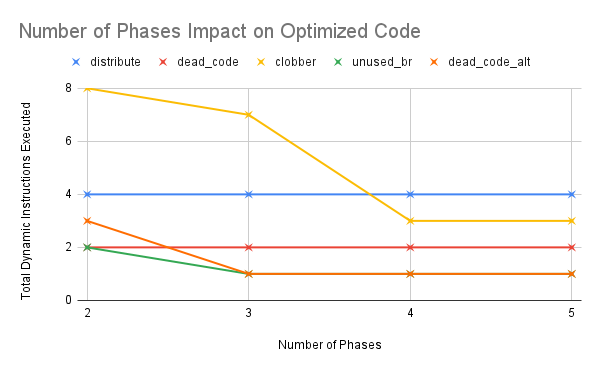 Number of Phases Impact on Optimized Code
distribute dead_code clobber unused_br dead_code_alt
Total Dynamic Instructions Executed
8
6
4
2
0
2 3 4 5
Number of Phases